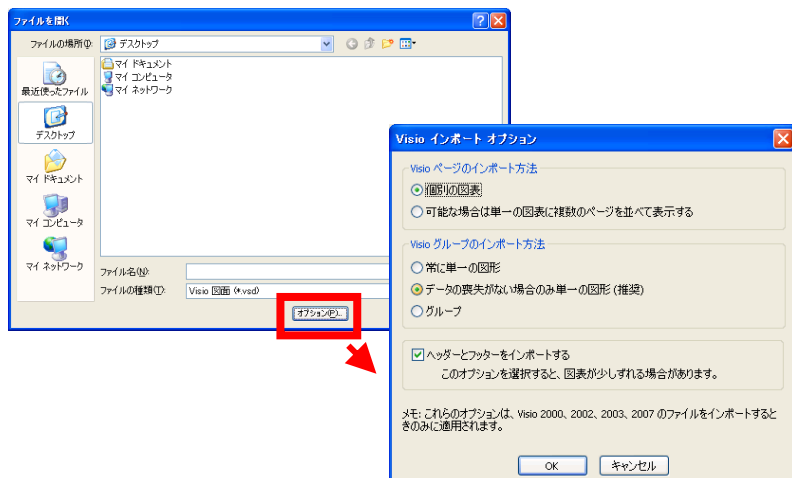 ファイルを開く
ファイルの場所(I):
デスクトップ
最近使ったファイル
デスクトップ
マイ ドキュメント
マイ コンピュータ
マイ ネットワーク
マイ ドキュメント
マイ コンピュータ
マイ ネットワーク
ファイル名(N):
ファイルの種類(T):
Visio 図面 (*.vsd)
オプション(P)...
Visio インポート オプション
Visio ページのインポート方法
個別の図表
可能な場合は単一の図表に複数のページを並べて表示する
Visio グループのインポート方法
常に単一の図形
データの喪失がない場合のみ単一の図形 (推奨)
グループ
ヘッダーとフッターをインポートする
このオプションを選択すると、図表が少しずれる場合があります。
メモ: これらのオプションは、Visio 2000、2002、2003、2007 のファイルをインポートすると
きのみに適用されます。
OK
キャンセル